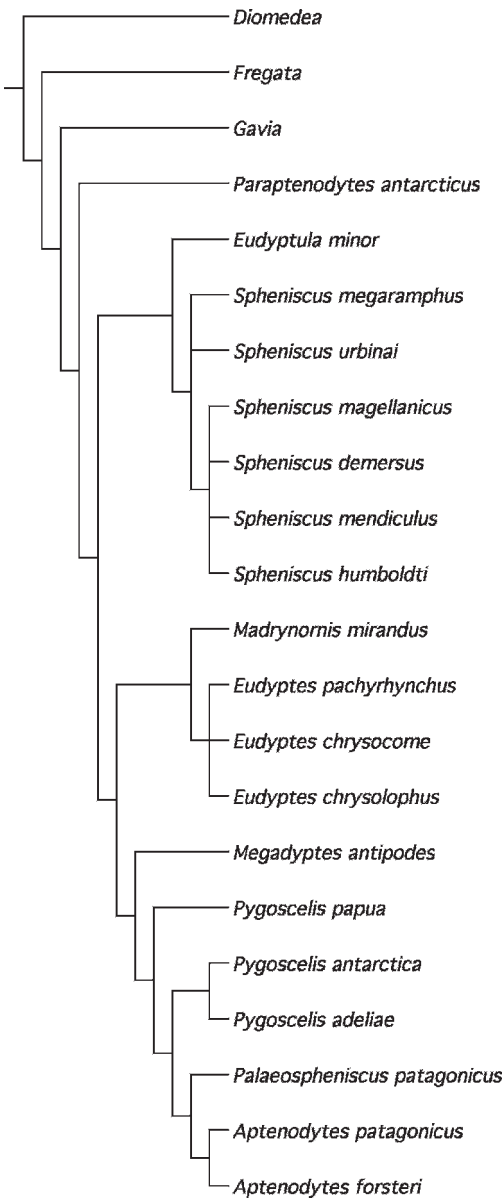 Diomedea
Fregata
Gavia
Paraptenodytes antarcticus
Eudyptula minor
Spheniscus megaramphus
Spheniscus urbinai
Spheniscus magellanicus
Spheniscus demersus
Spheniscus mendiculus
Spheniscus humboldti
Madrynornis mirandus
Eudyptes pachyrhynchus
Eudyptes chrysocome
Eudyptes chrysolophus
Megadyptes antipodes
Pygoscelis papua
Pygoscelis antarctica
Pygoscelis adeliae
Palaeospheniscus patagonicus
Aptenodytes patagonicus
Aptenodytes forsteri